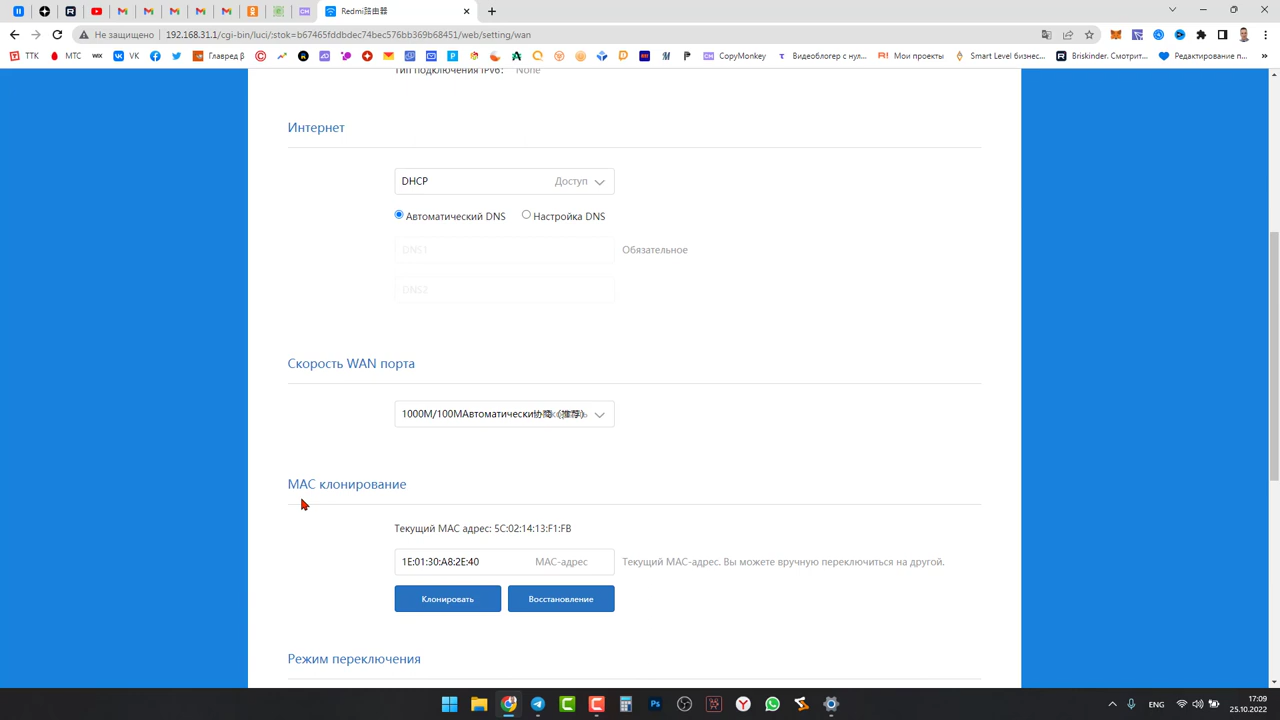 Redmi路由器
Не защищено
192.168.31.1/cgi-bin/luci/;stok=b67465fddbdec74bec576bb369b68451/web/setting/wan
ТТК
МТС
VK
Главред β
CopyMonkey
Видеоблогер с нул...
Мои проекты
Smart Level бизнес...
Briskinder. Смотрит...
Редактирование п...
Тип подключения IPv6: None
Интернет
DHCP Доступ
Автоматический DNS Настройка DNS
DNS1 Обязательное
DNS2
Скорость WAN порта
1000M/100MАвтоматически协商（推荐）
MAC клонирование
Текущий MAC адрес: 5C:02:14:13:F1:FB
1E:01:30:A8:2E:40 MAC-адрес Текущий MAC-адрес. Вы можете вручную переключиться на другой.
Клонировать Восстановление
Режим переключения
ENG
17:09
25.10.2022